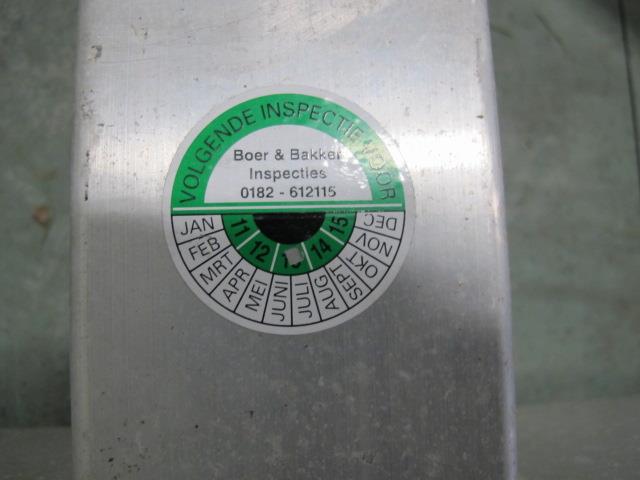 VOLGENDE INSPECTIE VOOR
Boer & Bakker
Inspecties
0182 - 612115
11 12 13 14 15
JAN FEB MRT APR MEI JUNI JULI AUG SEPT OKT NOV DEC